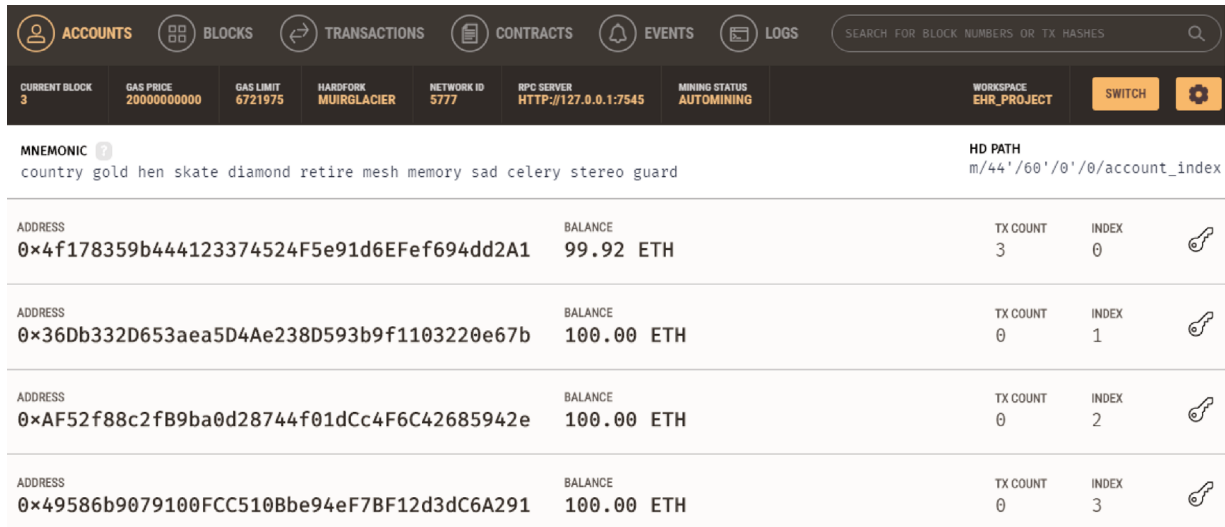 ACCOUNTS BLOCKS TRANSACTIONS CONTRACTS EVENTS LOGS SEARCH FOR BLOCK NUMBERS OR TX HASHES
CURRENT BLOCK GAS PRICE GAS LIMIT HARDFORK NETWORK ID RPC SERVER MINING STATUS WORKSPACE
3 20000000000 6721975 MUIRGLACIER 5777 HTTP://127.0.0.1:7545 AUTOMINING EHR_PROJECT SWITCH
MNEMONIC ? HD PATH
country gold hen skate diamond retire mesh memory sad celery stereo guard m/44'/60'/0'/0/account_index
ADDRESS BALANCE TX COUNT INDEX
0×4f178359b444123374524F5e91d6EFef694dd2A1 99.92 ETH 3 0
ADDRESS BALANCE TX COUNT INDEX
0×36Db332D653aea5D4Ae238D593b9f1103220e67b 100.00 ETH 0 1
ADDRESS BALANCE TX COUNT INDEX
0×AF52f88c2fB9ba0d28744f01dCc4F6C42685942e 100.00 ETH 0 2
ADDRESS BALANCE TX COUNT INDEX
0×49586b9079100FCC510Bbe94eF7BF12d3dC6A291 100.00 ETH 0 3